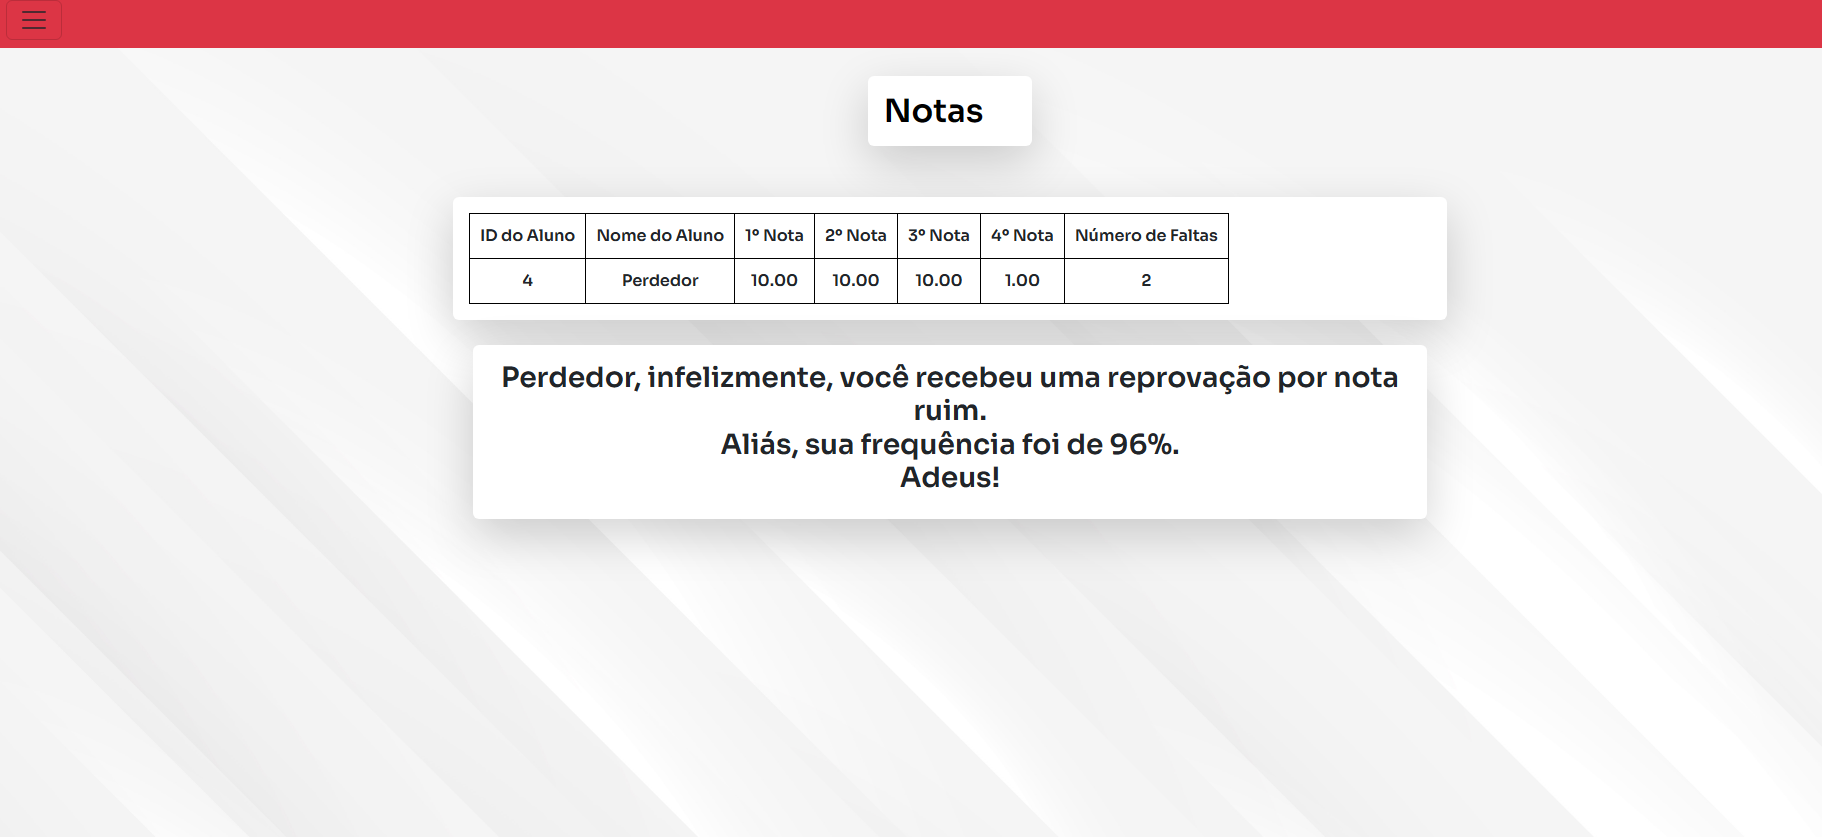 Notas
ID do Aluno Nome do Aluno 1º Nota 2º Nota 3º Nota 4º Nota Número de Faltas
4 Perdedor 10.00 10.00 10.00 1.00 2
Perdedor, infelizmente, você recebeu uma reprovação por nota
ruim.
Aliás, sua frequência foi de 96%.
Adeus!